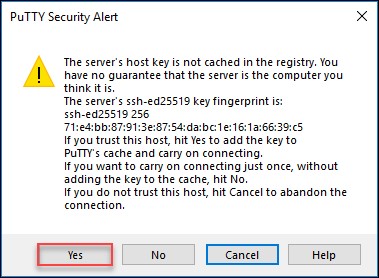 PuTTY Security Alert
The server's host key is not cached in the registry. You
have no guarantee that the server is the computer you
think it is.
The server's ssh-ed25519 key fingerprint is:
ssh-ed25519 256
71:e4:bb:87:91:3e:87:54:da:bc:1e:16:1a:66:39:c5
If you trust this host, hit Yes to add the key to
PuTTY's cache and carry on connecting.
If you want to carry on connecting just once, without
adding the key to the cache, hit No.
If you do not trust this host, hit Cancel to abandon the
connection.
Yes No Cancel Help